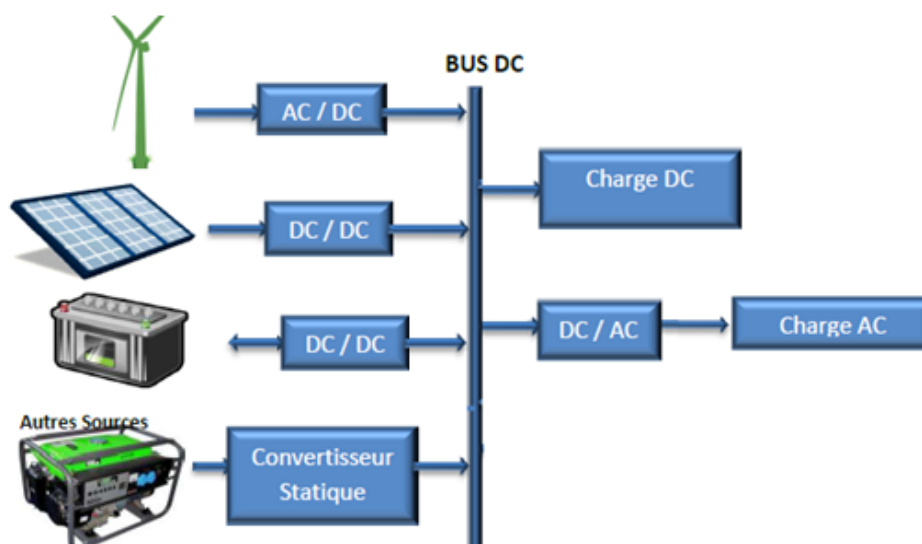 BUS DC
AC / DC
Charge DC
DC / DC
DC / DC
DC / AC
Charge AC
Autres Sources
Convertisseur
Statique